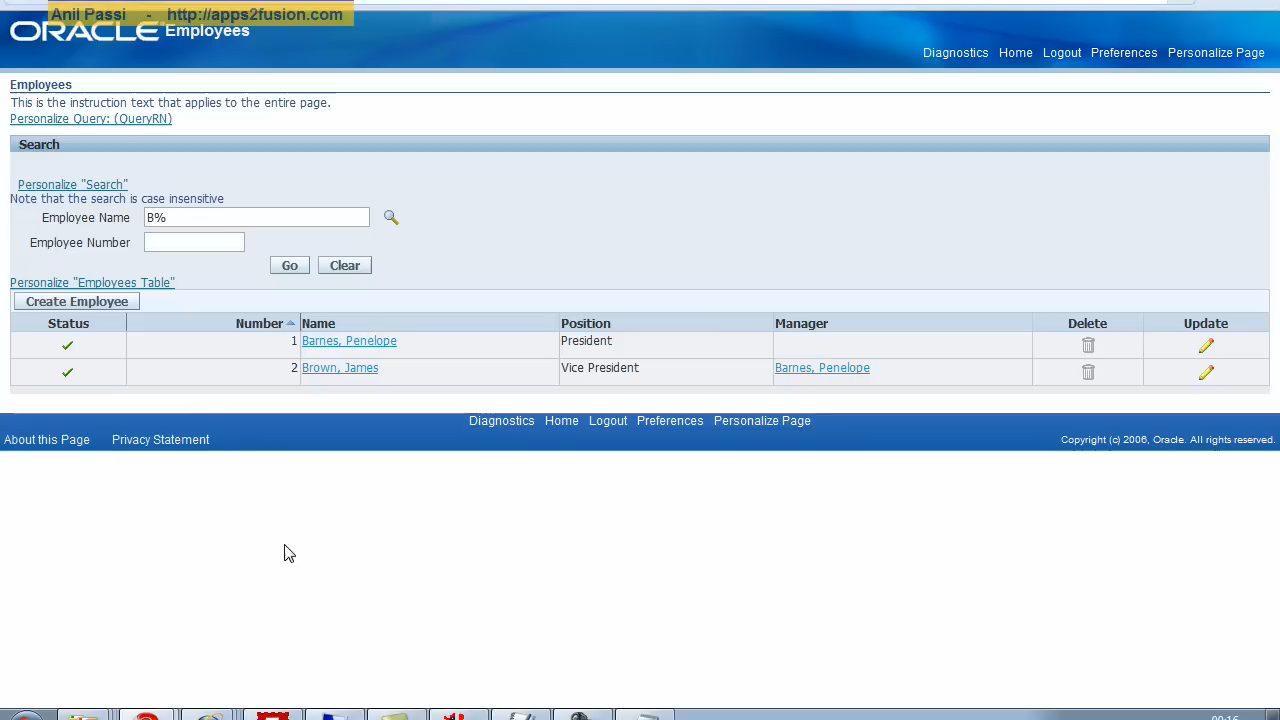 Anil Passi - http://apps2fusion.com
ORACLE Employees
Diagnostics Home Logout Preferences Personalize Page
Employees
This is the instruction text that applies to the entire page.
Personalize Query: (QueryRN)
Search
Personalize "Search"
Note that the search is case insensitive
Employee Name B%
Employee Number
Go Clear
Personalize "Employees Table"
Create Employee
Status Number Name Position Manager Delete Update
1 Barnes, Penelope President
2 Brown, James Vice President Barnes, Penelope
Diagnostics Home Logout Preferences Personalize Page
About this Page Privacy Statement Copyright (c) 2006, Oracle. All rights reserved.